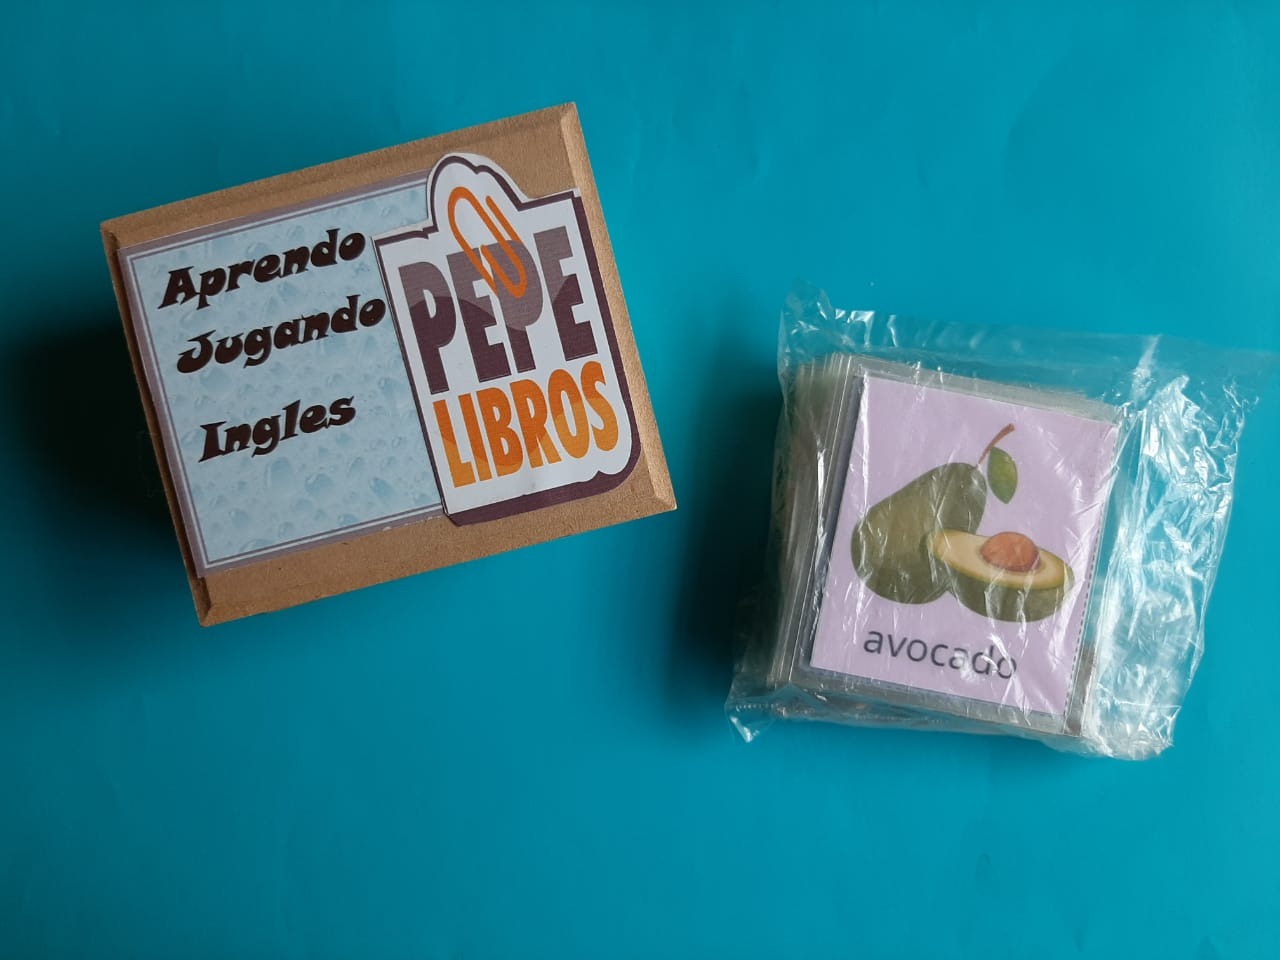 Aprendo
Jugando
Ingles
PEPE
LIBROS
avocado